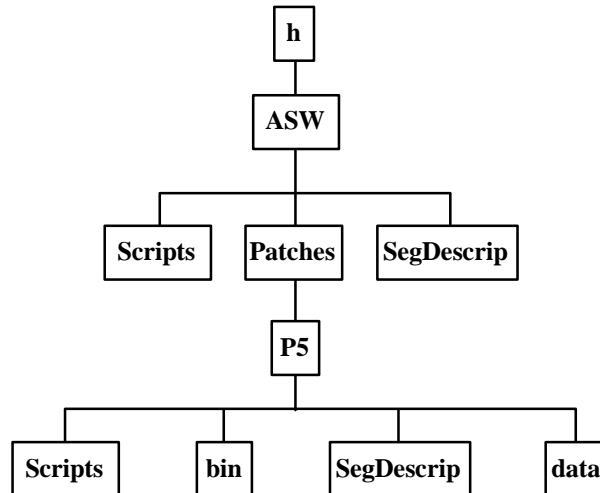 h
ASW
Scripts Patches SegDescrip
P5
Scripts bin SegDescrip data